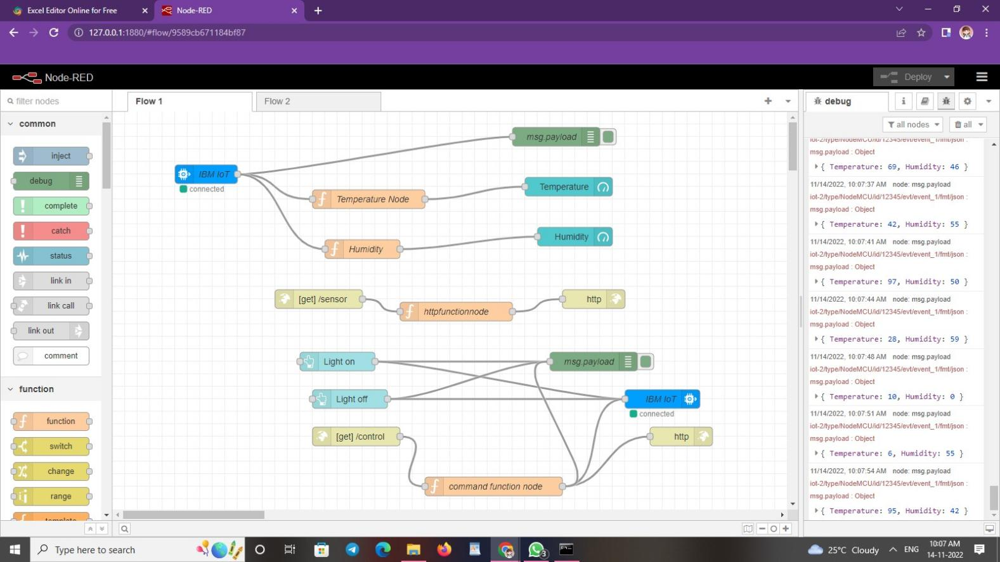 Excel Editor Online for Free
Node-RED
127.0.0.1:1880/#flow/9589cb671184bf87
Node-RED
Deploy
filter nodes
Flow 1
Flow 2
debug
common
all nodes
all
inject
debug
complete
catch
status
link in
link call
link out
comment
function
function
switch
change
range
template
msg.payload
IBM IoT
connected
Temperature Node
Temperature
Humidity
Humidity
[get] /sensor
httpfunctionnode
http
Light on
msg.payload
Light off
IBM IoT
connected
[get] /control
http
command function node
iot-2/type/NodeMCU/id/12345/evt/event_1/fmt/json :
msg.payload : Object
{ Temperature: 69, Humidity: 46 }
11/14/2022, 10:07:37 AM node: msg.payload
iot-2/type/NodeMCU/id/12345/evt/event_1/fmt/json :
msg.payload : Object
{ Temperature: 42, Humidity: 55 }
11/14/2022, 10:07:41 AM node: msg.payload
iot-2/type/NodeMCU/id/12345/evt/event_1/fmt/json :
msg.payload : Object
{ Temperature: 97, Humidity: 50 }
11/14/2022, 10:07:44 AM node: msg.payload
iot-2/type/NodeMCU/id/12345/evt/event_1/fmt/json :
msg.payload : Object
{ Temperature: 28, Humidity: 59 }
11/14/2022, 10:07:48 AM node: msg.payload
iot-2/type/NodeMCU/id/12345/evt/event_1/fmt/json :
msg.payload : Object
{ Temperature: 10, Humidity: 0 }
11/14/2022, 10:07:51 AM node: msg.payload
iot-2/type/NodeMCU/id/12345/evt/event_1/fmt/json :
msg.payload : Object
{ Temperature: 6, Humidity: 55 }
11/14/2022, 10:07:54 AM node: msg.payload
iot-2/type/NodeMCU/id/12345/evt/event_1/fmt/json :
msg.payload : Object
{ Temperature: 95, Humidity: 42 }
Type here to search
3
25°C Cloudy
ENG
10:07 AM
14-11-2022